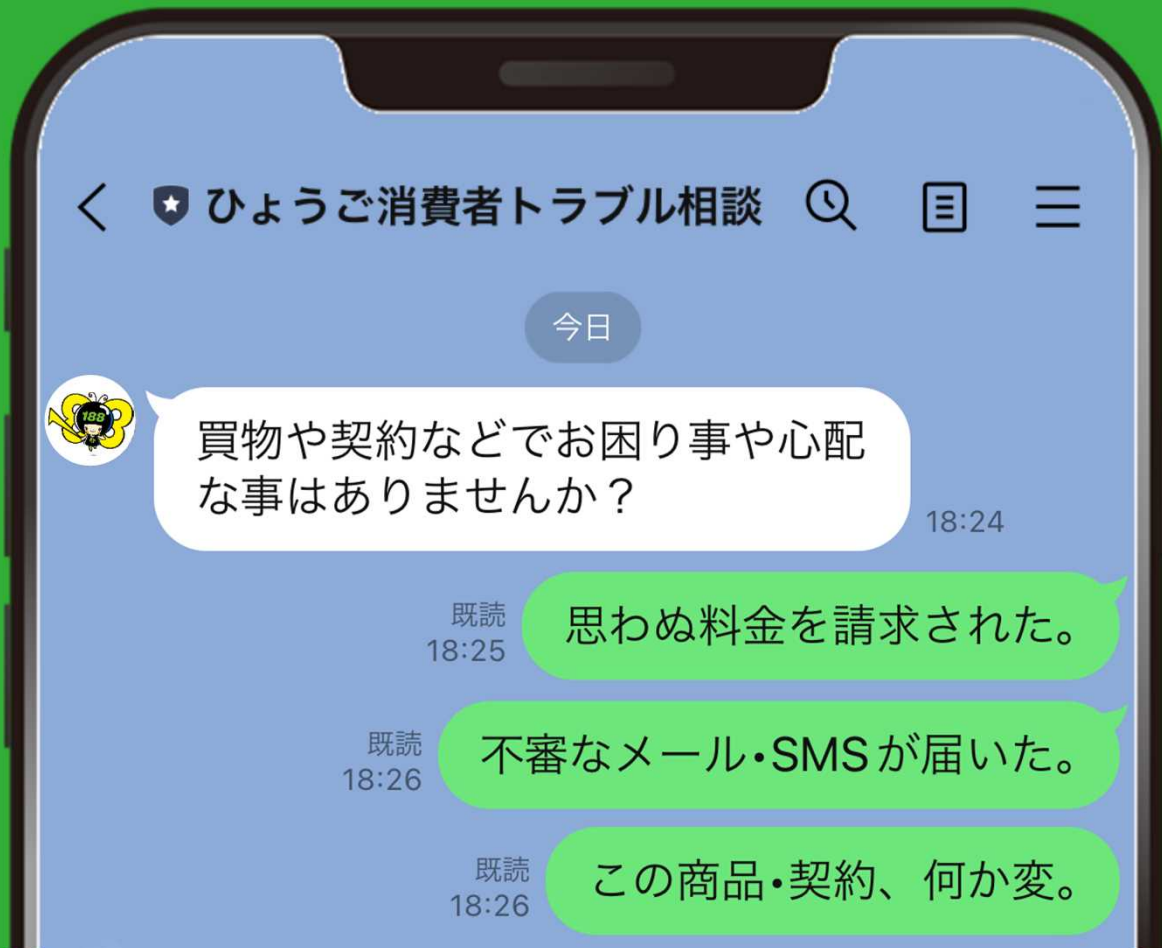 ひょうご消費者トラブル相談
今日
188
買物や契約などでお困り事や心配
な事はありませんか？
18:24
既読
18:25
思わぬ料金を請求された。
既読
18:26
不審なメール・SMSが届いた。
既読
18:26
この商品・契約、何か変。